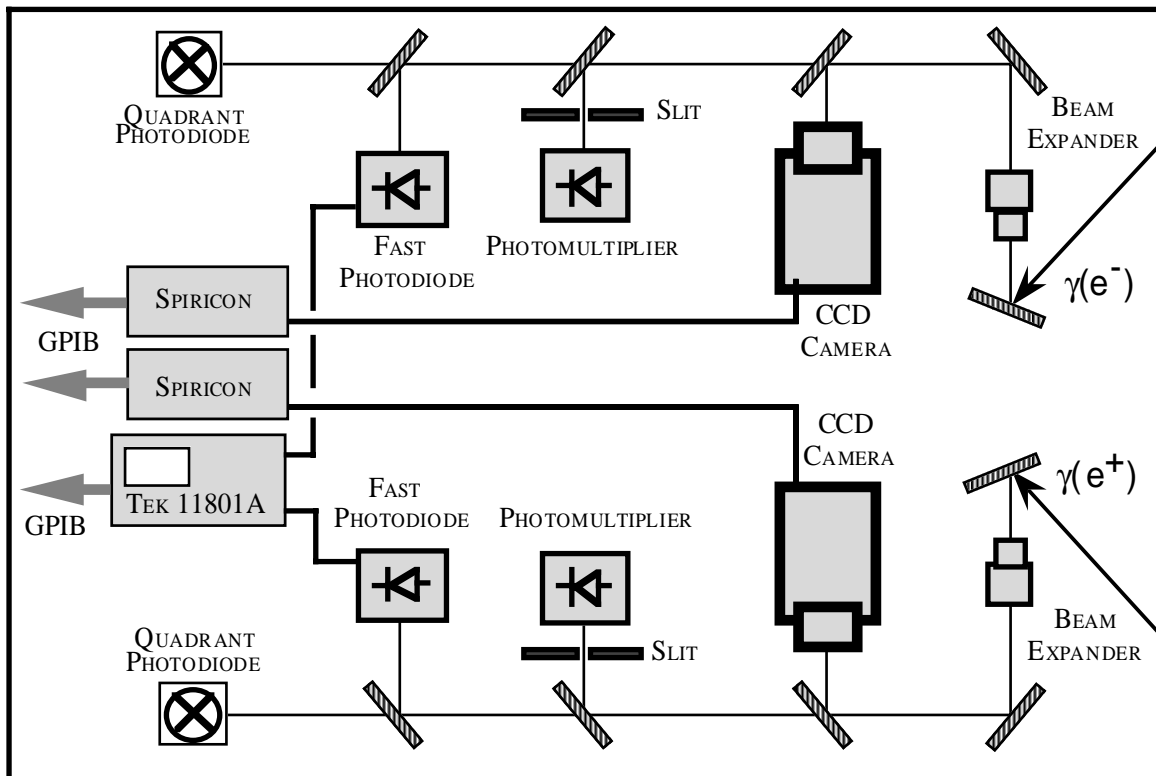 QUADRANT
PHOTODIODE
SLIT
BEAM
EXPANDER
FAST
PHOTODIODE
PHOTOMULTIPLIER
γ(e-)
SPIRICON
GPIB
CCD
CAMERA
SPIRICON
CCD
CAMERA
γ(e+)
TEK 11801A
GPIB
FAST
PHOTODIODE
PHOTOMULTIPLIER
QUADRANT
PHOTODIODE
SLIT
BEAM
EXPANDER